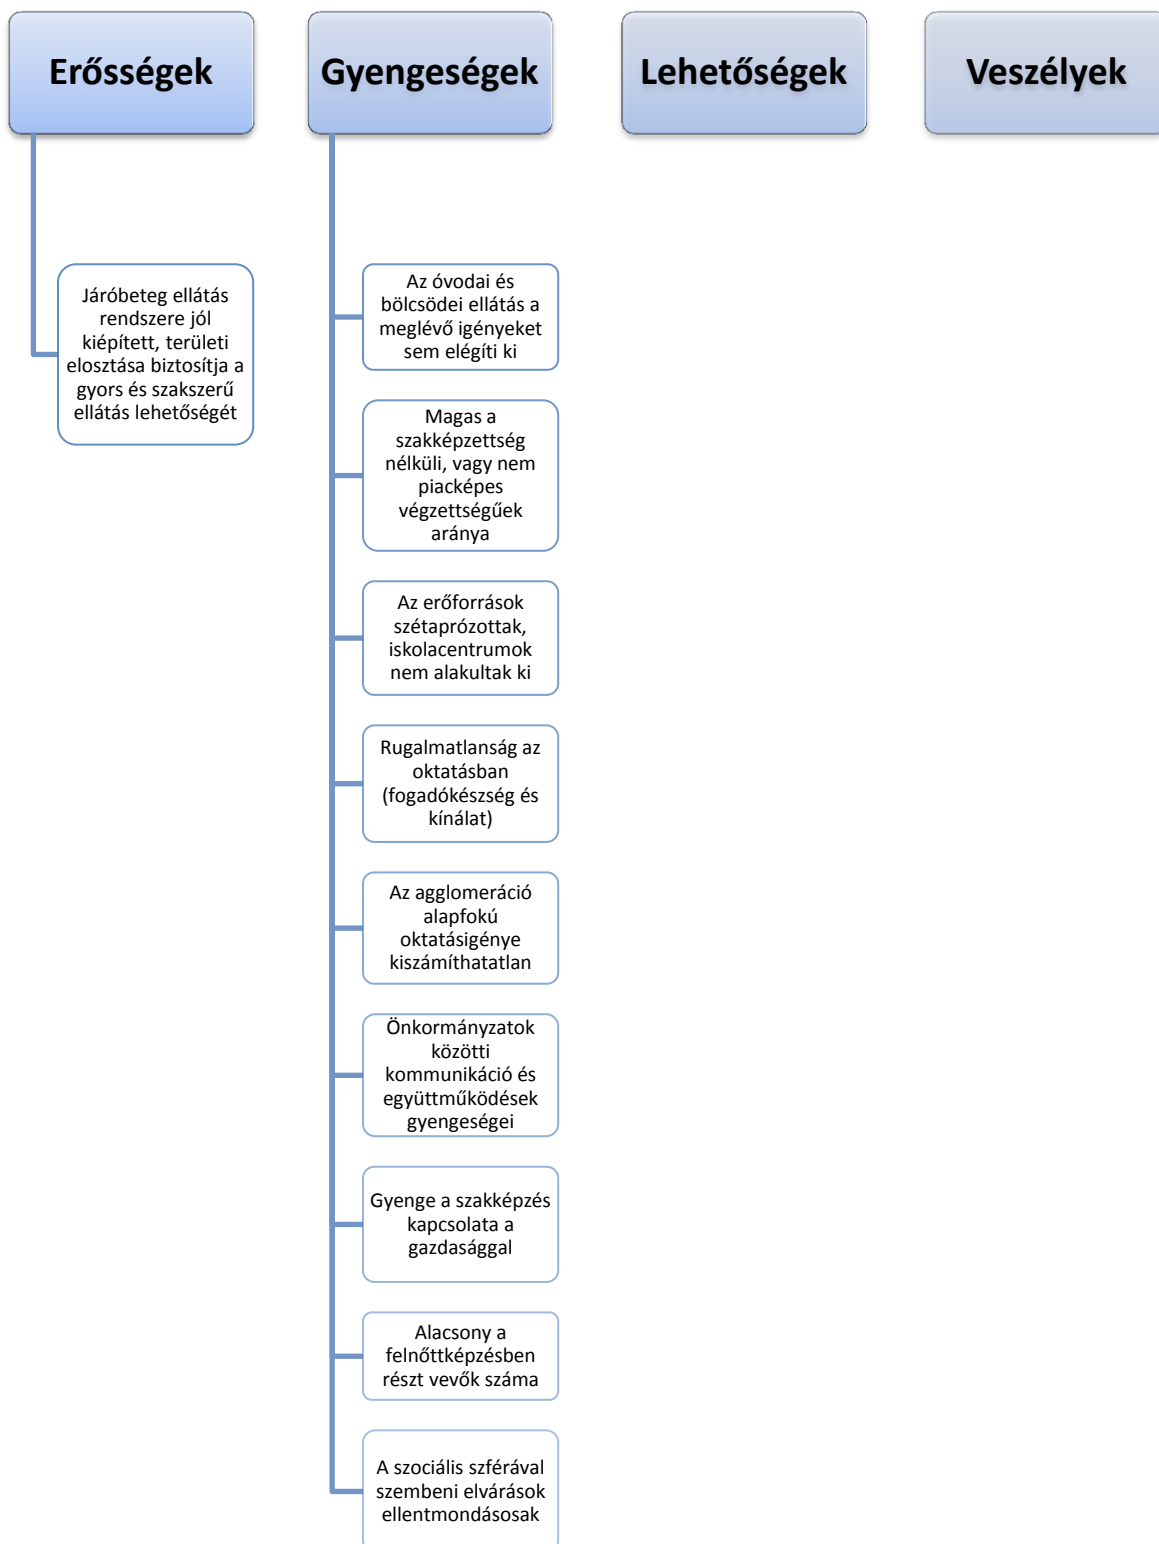 Erősségek
Gyengeségek
Lehetőségek
Veszélyek
Járóbeteg ellátás
rendszere jól
kiépített, területi
elosztása biztosítja a
gyors és szakszerű
ellátás lehetőségét
Az óvodai és
bölcsödei ellátás a
meglévő igényeket
sem elégíti ki
Magas a
szakképzettség
nélküli, vagy nem
piacképes
végzettségűek
aránya
Az erőforrások
szétaprózottak,
iskolacentrumok
nem alakultak ki
Rugalmatlanság az
oktatásban
(fogadókészség és
kínálat)
Az agglomeráció
alapfokú
oktatásigénye
kiszámíthatatlan
Önkormányzatok
közötti
kommunikáció és
együttműködések
gyengeségei
Gyenge a szakképzés
kapcsolata a
gazdasággal
Alacsony a
felnőttképzésben
részt vevők száma
A szociális szférával
szembeni elvárások
ellentmondásosak